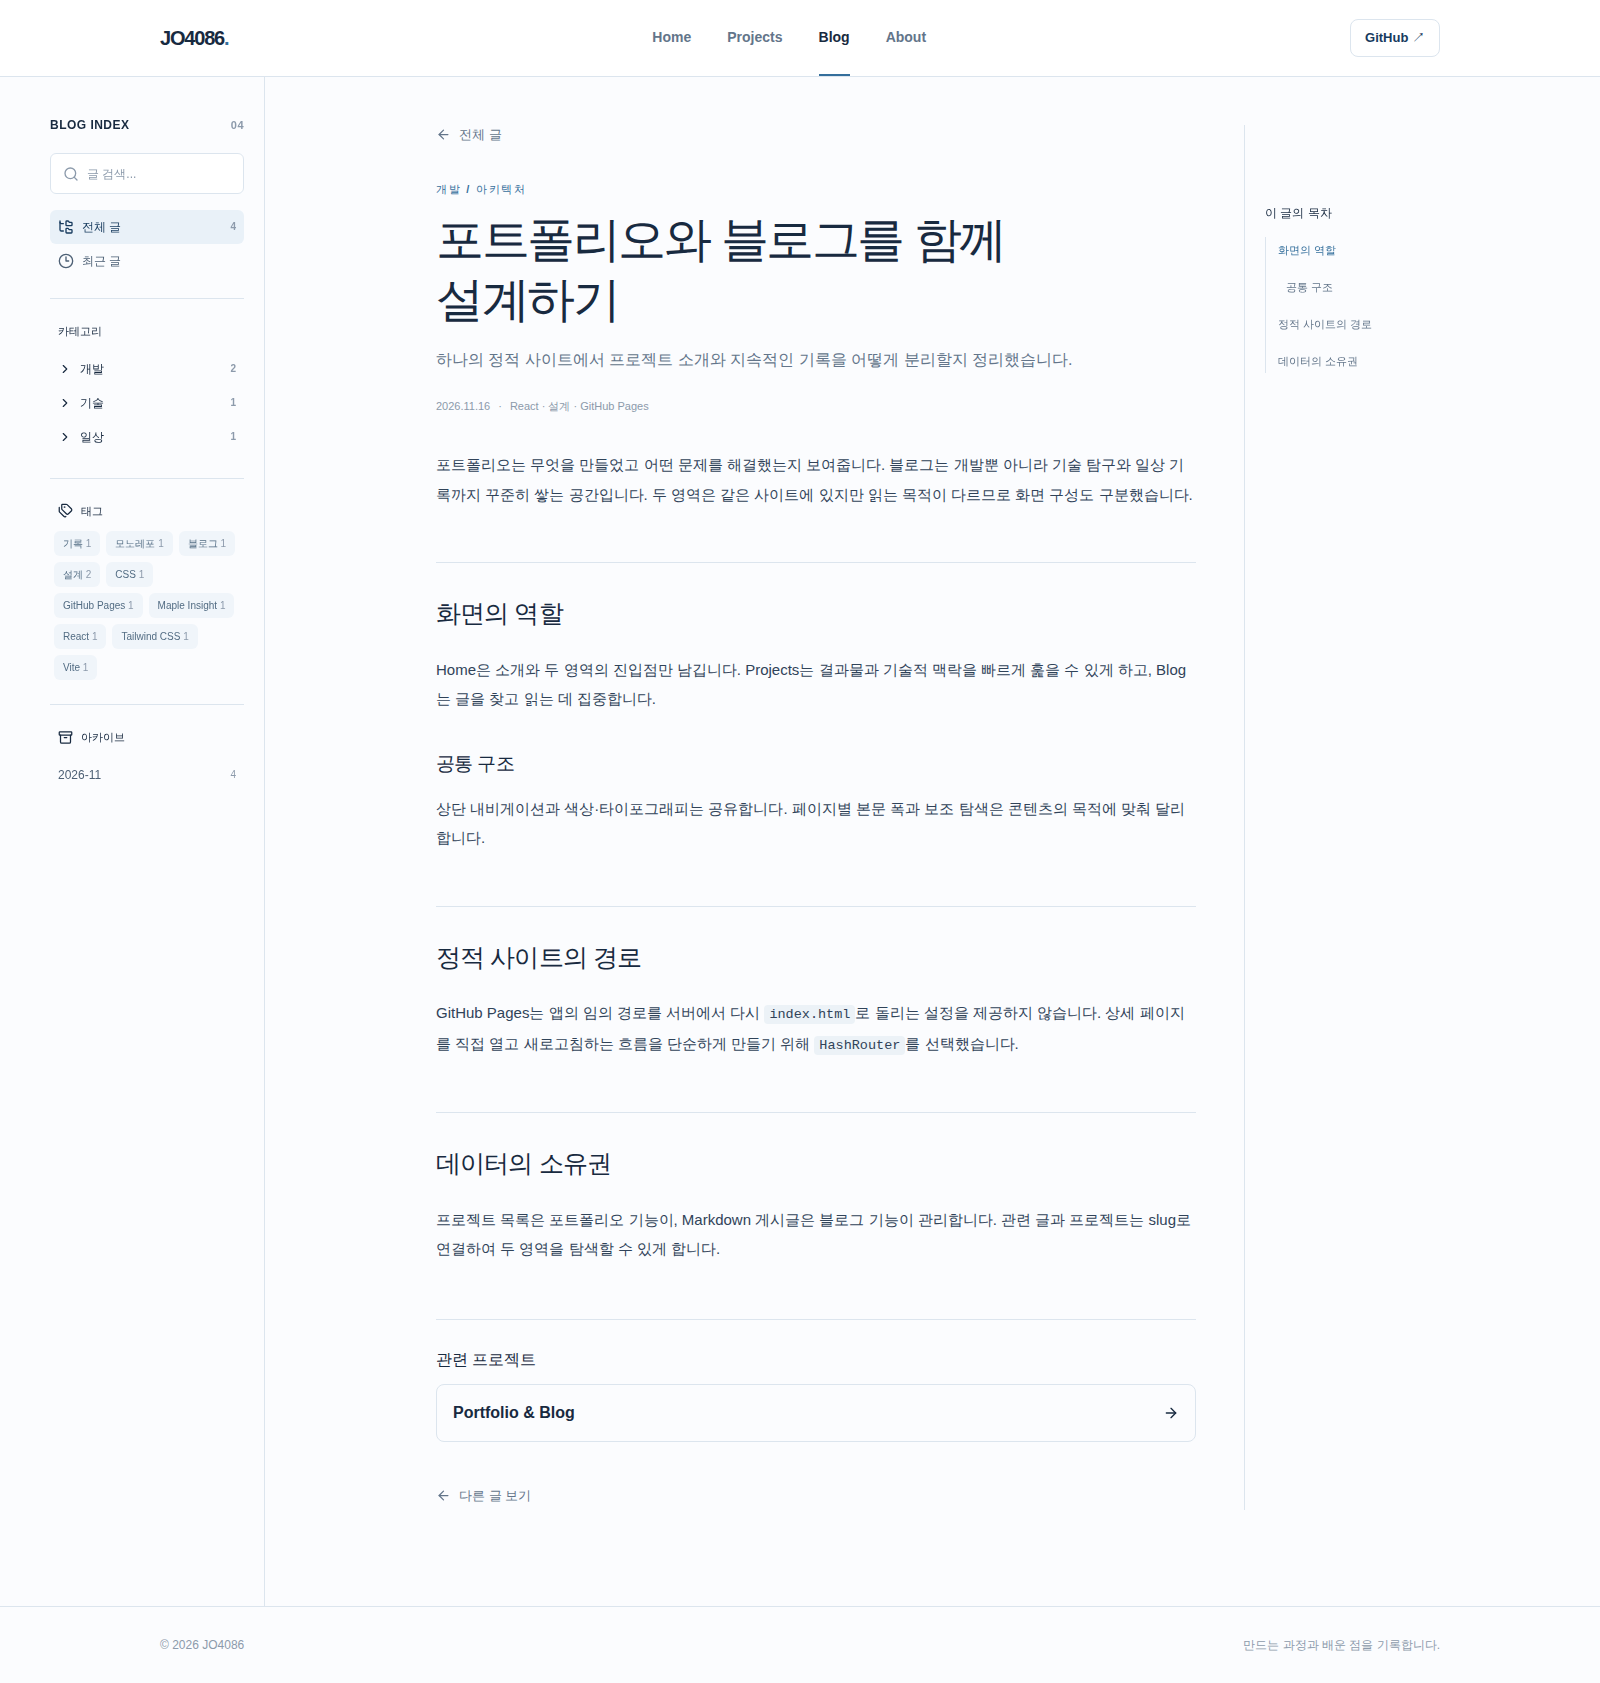 JO4086.
Home
Projects
Blog
About
GitHub ↗
BLOG INDEX 04
글 검색...
전체 글 4
최근 글
카테고리
개발 2
기술 1
일상 1
태그
기록 1
모노레포 1
블로그 1
설계 2
CSS 1
GitHub Pages 1
Maple Insight 1
React 1
Tailwind CSS 1
Vite 1
아카이브
2026-11 4
← 전체 글
개발 / 아키텍처
포트폴리오와 블로그를 함께
설계하기
하나의 정적 사이트에서 프로젝트 소개와 지속적인 기록을 어떻게 분리할지 정리했습니다.
2026.11.16 · React · 설계 · GitHub Pages
포트폴리오는 무엇을 만들었고 어떤 문제를 해결했는지 보여줍니다. 블로그는 개발뿐 아니라 기술 탐구와 일상 기
록까지 꾸준히 쌓는 공간입니다. 두 영역은 같은 사이트에 있지만 읽는 목적이 다르므로 화면 구성도 구분했습니다.
화면의 역할
Home은 소개와 두 영역의 진입점만 남깁니다. Projects는 결과물과 기술적 맥락을 빠르게 훑을 수 있게 하고, Blog
는 글을 찾고 읽는 데 집중합니다.
공통 구조
상단 내비게이션과 색상·타이포그래피는 공유합니다. 페이지별 본문 폭과 보조 탐색은 콘텐츠의 목적에 맞춰 달리
합니다.
정적 사이트의 경로
GitHub Pages는 앱의 임의 경로를 서버에서 다시 index.html로 돌리는 설정을 제공하지 않습니다. 상세 페이지
를 직접 열고 새로고침하는 흐름을 단순하게 만들기 위해 HashRouter를 선택했습니다.
데이터의 소유권
프로젝트 목록은 포트폴리오 기능이, Markdown 게시글은 블로그 기능이 관리합니다. 관련 글과 프로젝트는 slug로
연결하여 두 영역을 탐색할 수 있게 합니다.
관련 프로젝트
Portfolio & Blog →
← 다른 글 보기
이 글의 목차
화면의 역할
공통 구조
정적 사이트의 경로
데이터의 소유권
© 2026 JO4086
만드는 과정과 배운 점을 기록합니다.